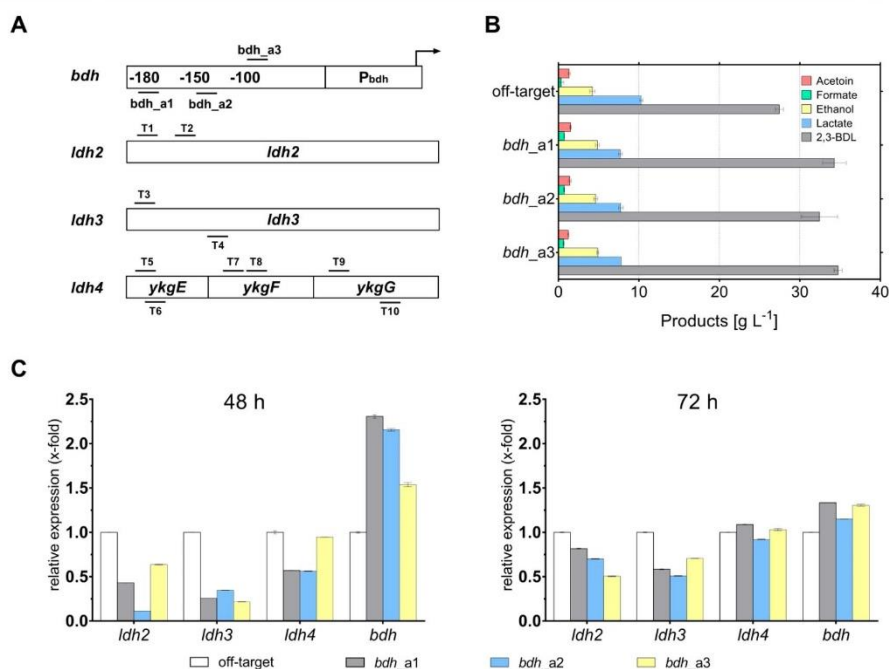 A
bdh_a3
bdh
-180 -150 -100 Pbdh
bdh_a1 bdh_a2
T1 T2
ldh2 ldh2
T3
ldh3 ldh3
T4
T5 T7 T8 T9
ldh4 ykgE ykgF ykgG
T6 T10
B
off-target
bdh_a1
bdh_a2
bdh_a3
Acetoin
Formate
Ethanol
Lactate
2,3-BDL
0 10 20 30 40
Products [g L⁻¹]
C
48 h
relative expression (x-fold)
2.5
2.0
1.5
1.0
0.5
0.0
ldh2 ldh3 ldh4 bdh
72 h
relative expression (x-fold)
2.5
2.0
1.5
1.0
0.5
0.0
ldh2 ldh3 ldh4 bdh
off-target bdh_a1 bdh_a2 bdh_a3